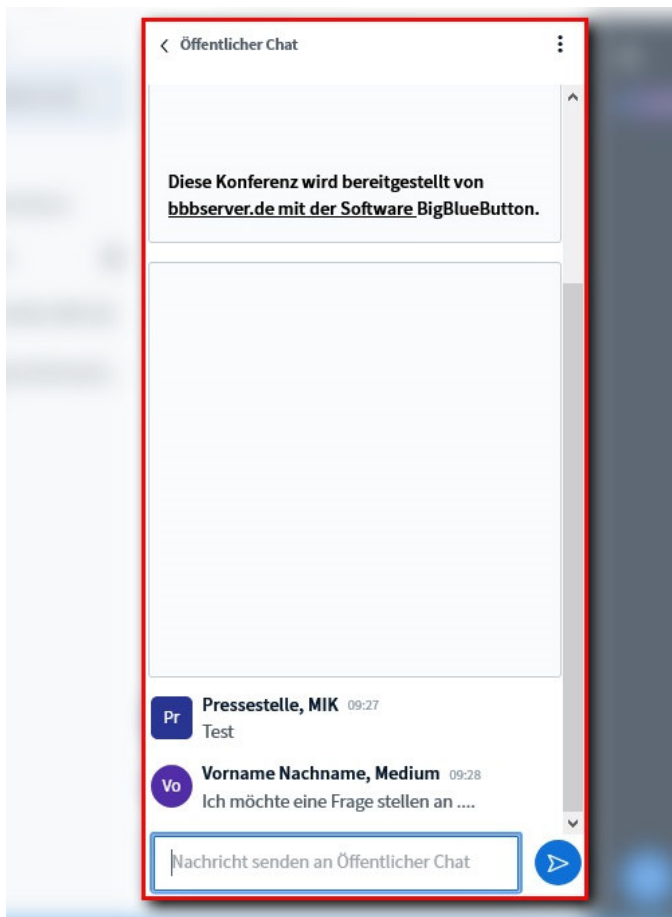 Öffentlicher Chat
Diese Konferenz wird bereitgestellt von
bbbserver.de mit der Software BigBlueButton.
Pr
Pressestelle, MIK 09:27
Test
Vo
Vorname Nachname, Medium 09:28
Ich möchte eine Frage stellen an ....
Nachricht senden an Öffentlicher Chat